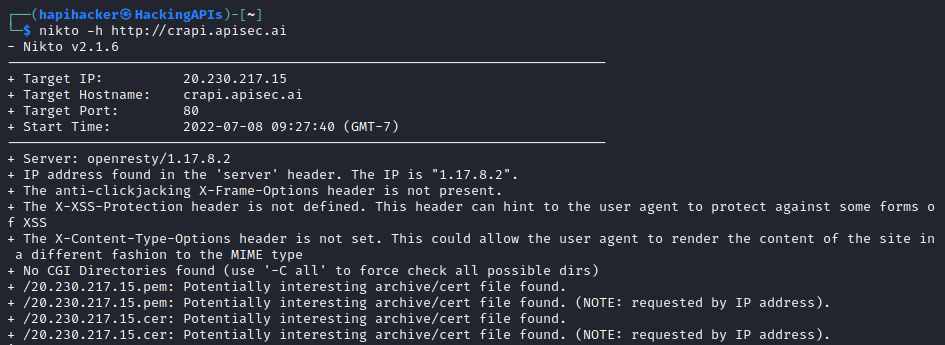 ┌──(hapihacker㉿HackingAPIs)-[~]
└─$ nikto -h http://crapi.apisec.ai
- Nikto v2.1.6
---------------------------------------------------------------------------
+ Target IP:          20.230.217.15
+ Target Hostname:    crapi.apisec.ai
+ Target Port:        80
+ Start Time:         2022-07-08 09:27:40 (GMT-7)
---------------------------------------------------------------------------
+ Server: openresty/1.17.8.2
+ IP address found in the 'server' header. The IP is "1.17.8.2".
+ The anti-clickjacking X-Frame-Options header is not present.
+ The X-XSS-Protection header is not defined. This header can hint to the user agent to protect against some forms o
f XSS
+ The X-Content-Type-Options header is not set. This could allow the user agent to render the content of the site in
 a different fashion to the MIME type
+ No CGI Directories found (use '-C all' to force check all possible dirs)
+ /20.230.217.15.pem: Potentially interesting archive/cert file found.
+ /20.230.217.15.pem: Potentially interesting archive/cert file found. (NOTE: requested by IP address).
+ /20.230.217.15.cer: Potentially interesting archive/cert file found.
+ /20.230.217.15.cer: Potentially interesting archive/cert file found. (NOTE: requested by IP address).